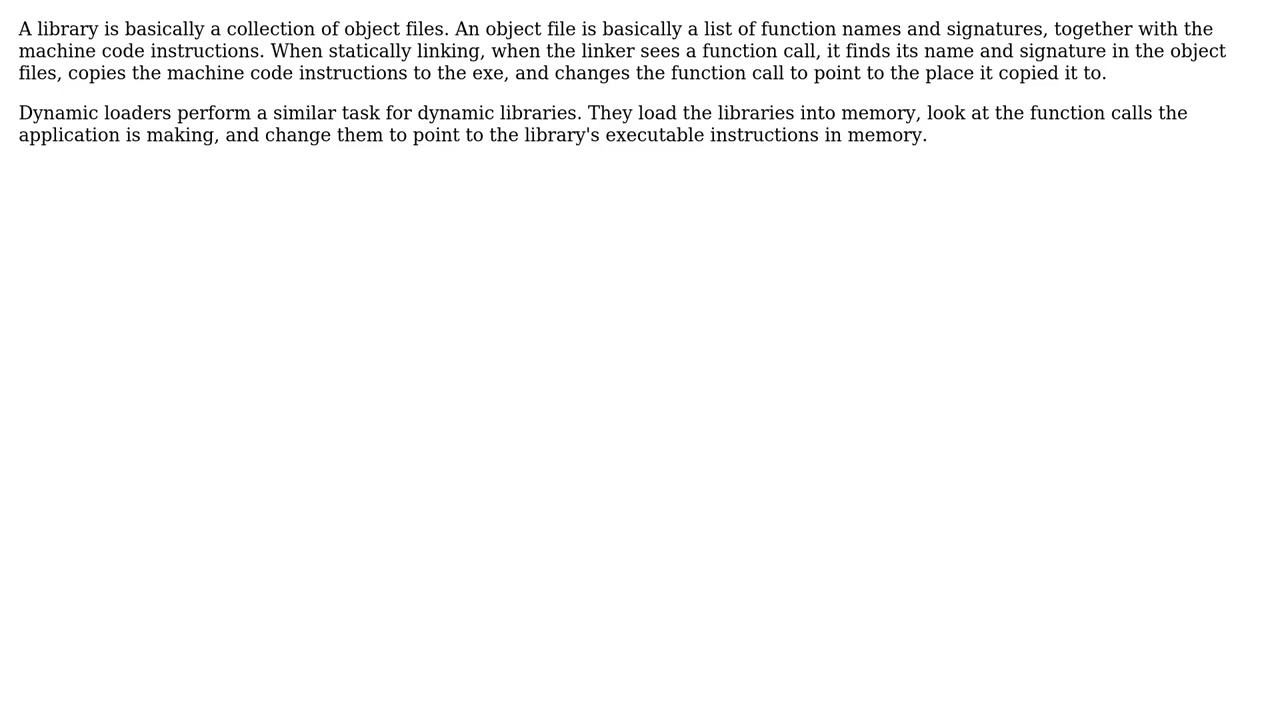 A library is basically a collection of object files. An object file is basically a list of function names and signatures, together with the
machine code instructions. When statically linking, when the linker sees a function call, it finds its name and signature in the object
files, copies the machine code instructions to the exe, and changes the function call to point to the place it copied it to.
Dynamic loaders perform a similar task for dynamic libraries. They load the libraries into memory, look at the function calls the
application is making, and change them to point to the library's executable instructions in memory.